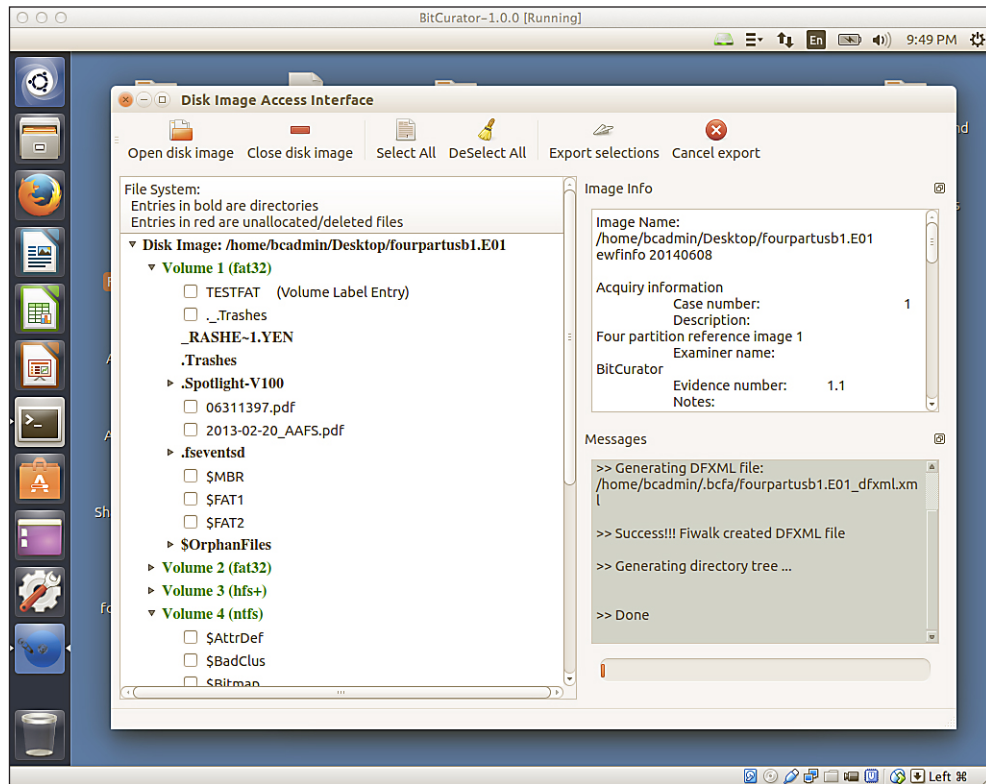 BitCurator-1.0.0 [Running]
En
9:49 PM
Disk Image Access Interface
Open disk image
Close disk image
Select All
DeSelect All
Export selections
Cancel export
File System:
Entries in bold are directories
Entries in red are unallocated/deleted files
Disk Image: /home/bcadmin/Desktop/fourpartusb1.E01
Volume 1 (fat32)
TESTFAT (Volume Label Entry)
._.Trashes
_RASHE~1.YEN
.Trashes
.Spotlight-V100
06311397.pdf
2013-02-20_AAFS.pdf
.fseventsd
$MBR
$FAT1
$FAT2
$OrphanFiles
Volume 2 (fat32)
Volume 3 (hfs+)
Volume 4 (ntfs)
$AttrDef
$BadClus
$Bitmap
Image Info
Image Name:
/home/bcadmin/Desktop/fourpartusb1.E01
ewfinfo 20140608
Acquiry information
Case number: 1
Description:
Four partition reference image 1
Examiner name:
BitCurator
Evidence number: 1.1
Notes:
Messages
>> Generating DFXML file:
/home/bcadmin/.bcfa/fourpartusb1.E01_dfxml.xm
l
>> Success!!! Fiwalk created DFXML file
>> Generating directory tree ...
>> Done
Sh
fo
Left ⌘